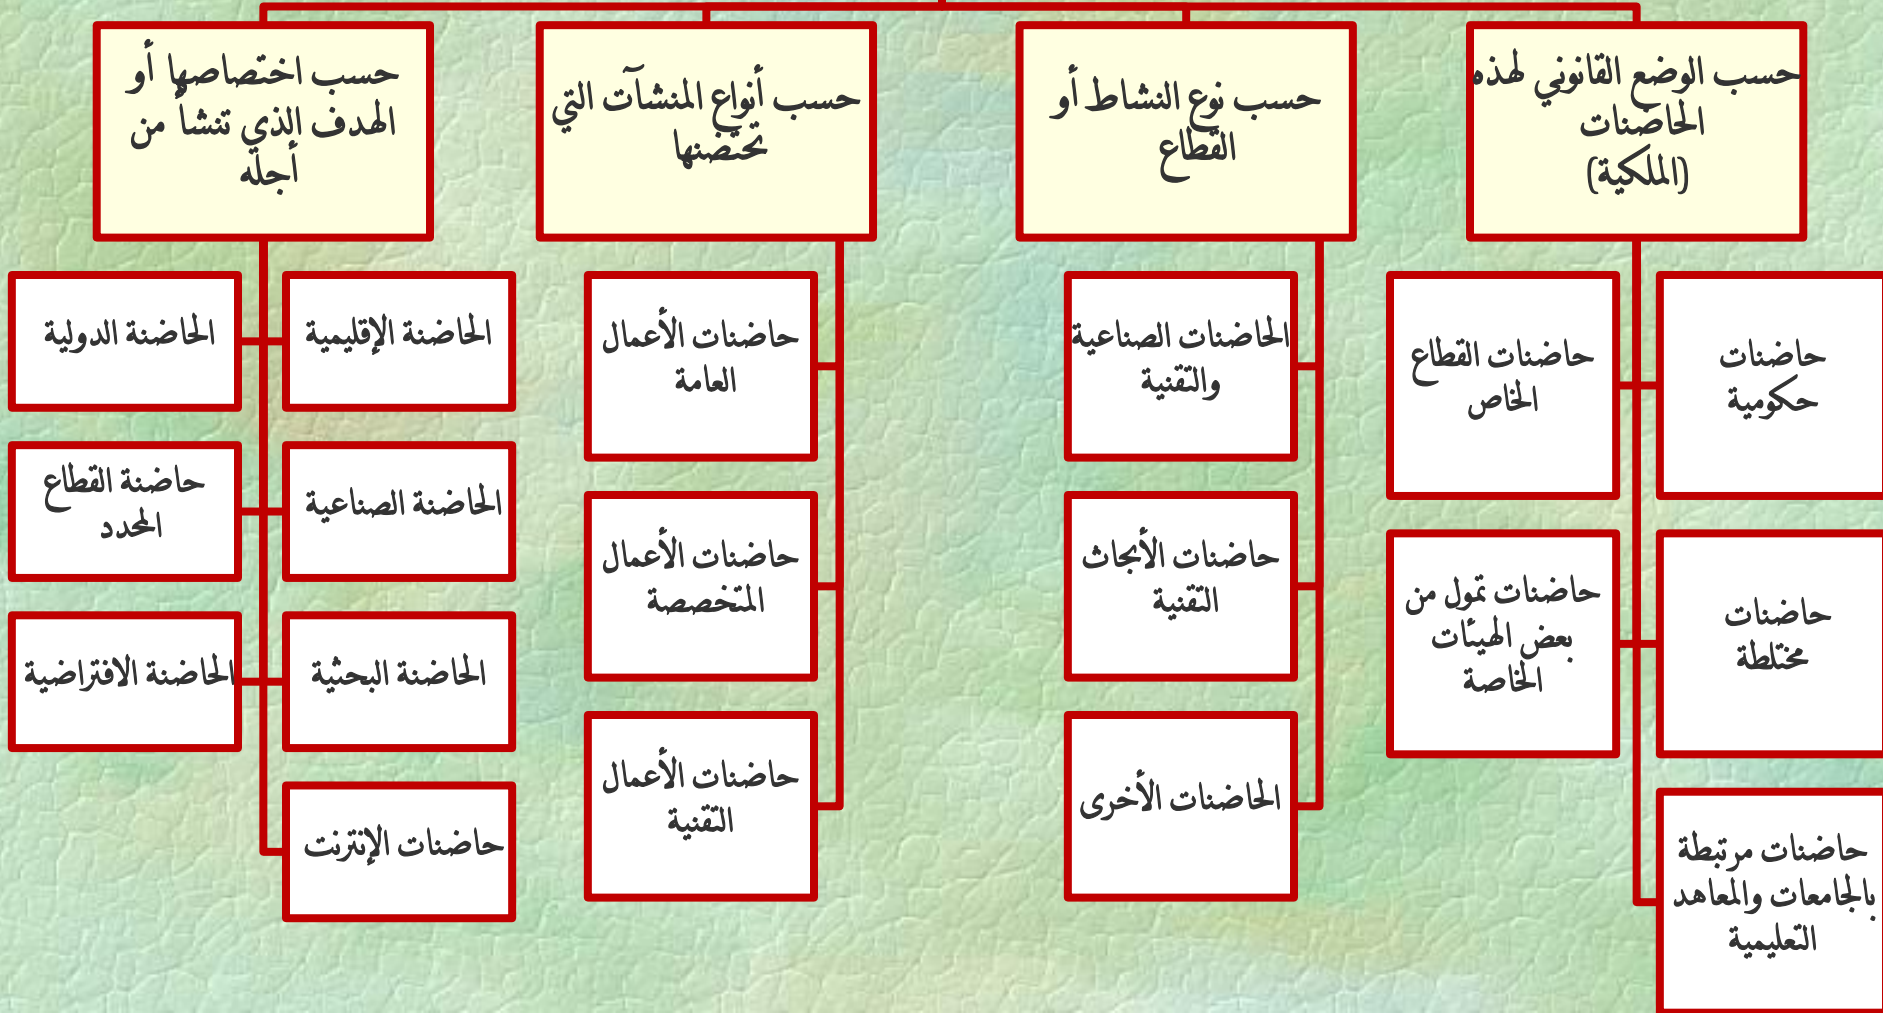 حسب الوضع القانوني لهذه
الحاضنات
(الملكية)
حاضنات
حكومية
حاضنات القطاع
الخاص
حاضنات
مختلطة
حاضنات تمول من
بعض الهيئات
الخاصة
حاضنات مرتبطة
بالجامعات والمعاهد
التعليمية
حسب نوع النشاط أو
القطاع
الحاضنات الصناعية
والتقنية
حاضنات الأبحاث
التقنية
الحاضنات الأخرى
حسب أنواع المنشآت التي
تحتضنها
حاضنات الأعمال
العامة
حاضنات الأعمال
المتخصصة
حاضنات الأعمال
التقنية
حسب اختصاصها أو
الهدف الذي تنشأ من
أجله
الحاضنة الإقليمية
الحاضنة الدولية
الحاضنة الصناعية
حاضنة القطاع
المحدد
الحاضنة البحثية
الحاضنة الافتراضية
حاضنات الإنترنت